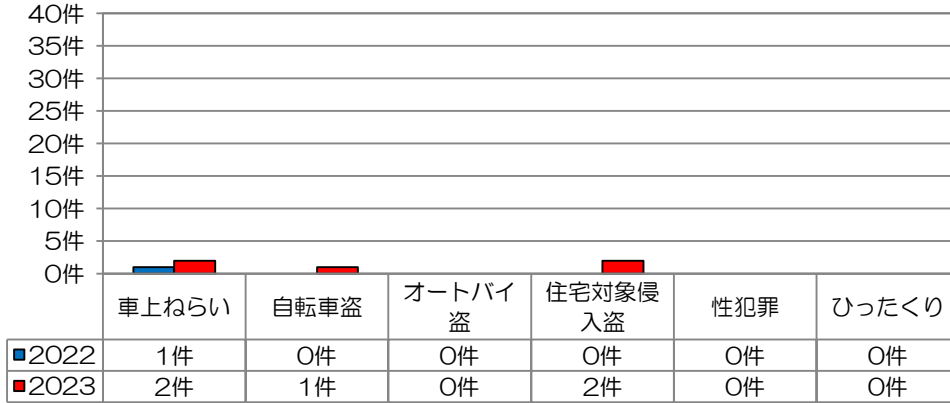 40件
35件
30件
25件
20件
15件
10件
5件
0件
車上ねらい 自転車盗 オートバイ盗 住宅対象侵入盗 性犯罪 ひったくり
2022 1件 0件 0件 0件 0件 0件
2023 2件 1件 0件 2件 0件 0件